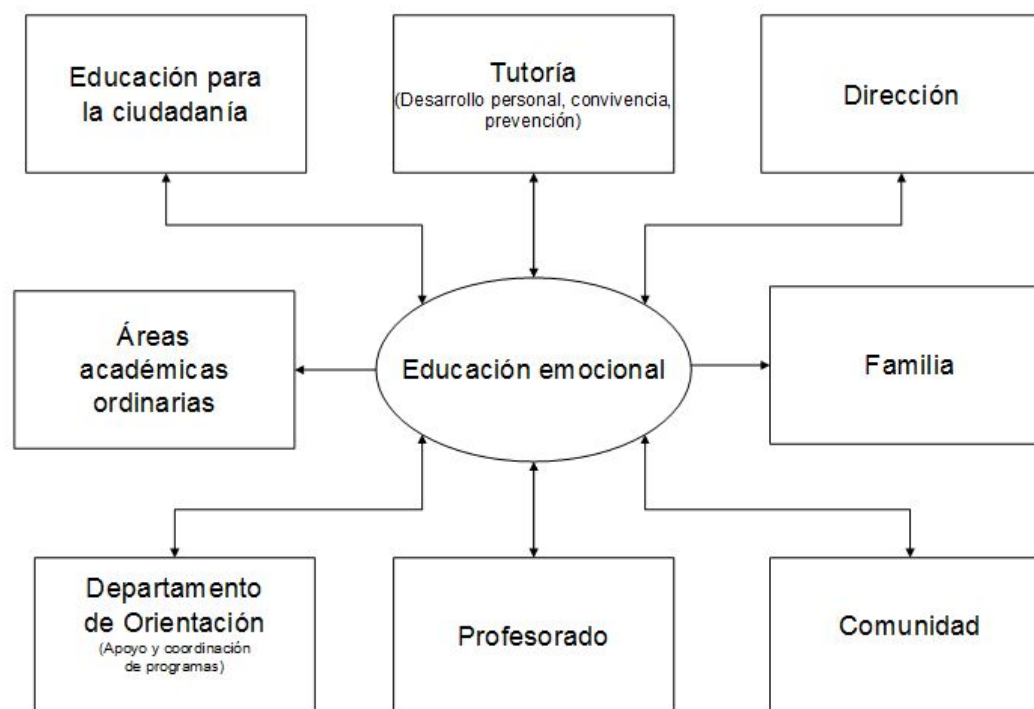 Educación para
la ciudadanía
Tutoría
(Desarrollo personal, convivencia,
prevención)
Dirección
Áreas
académicas
ordinarias
Educación emocional
Familia
Departamento
de Orientación
(Apoyo y coordinación
de programas)
Profesorado
Comunidad